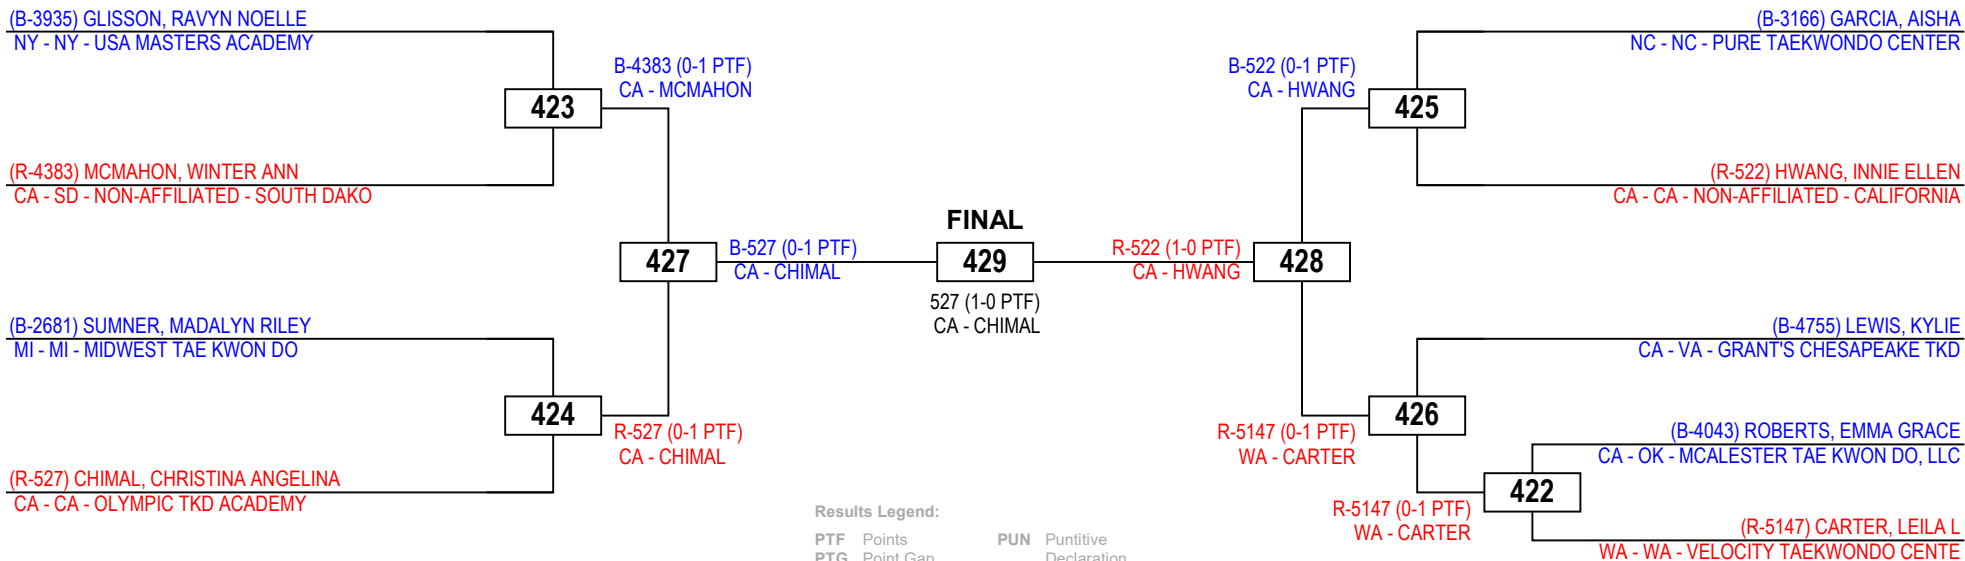 (B-3935) GLISSON, RAVYN NOELLE
NY - NY - USA MASTERS ACADEMY
B-4383 (0-1 PTF)
CA - MCMAHON
423
(R-4383) MCMAHON, WINTER ANN
CA - SD - NON-AFFILIATED - SOUTH DAKO
427
B-527 (0-1 PTF)
CA - CHIMAL
(B-2681) SUMNER, MADALYN RILEY
MI - MI - MIDWEST TAE KWON DO
424
R-527 (0-1 PTF)
CA - CHIMAL
(R-527) CHIMAL, CHRISTINA ANGELINA
CA - CA - OLYMPIC TKD ACADEMY
FINAL
429
527 (1-0 PTF)
CA - CHIMAL
(B-3166) GARCIA, AISHA
NC - NC - PURE TAEKWONDO CENTER
B-522 (0-1 PTF)
CA - HWANG
425
(R-522) HWANG, INNIE ELLEN
CA - CA - NON-AFFILIATED - CALIFORNIA
R-522 (1-0 PTF)
CA - HWANG
428
(B-4755) LEWIS, KYLIE
CA - VA - GRANT'S CHESAPEAKE TKD
426
R-5147 (0-1 PTF)
WA - CARTER
(B-4043) ROBERTS, EMMA GRACE
CA - OK - MCALESTER TAE KWON DO, LLC
422
R-5147 (0-1 PTF)
WA - CARTER
(R-5147) CARTER, LEILA L
WA - WA - VELOCITY TAEKWONDO CENTE
Results Legend:
PTF Points
PTG Point Gap
PUN Puntitive
Declaration